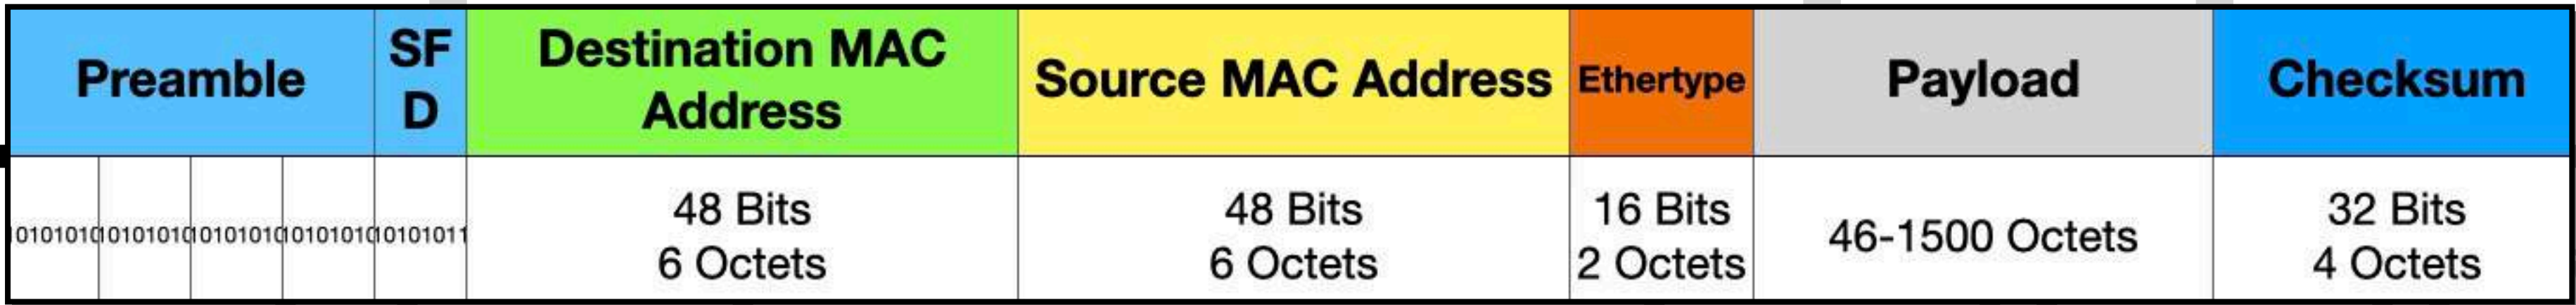 Preamble
SF
D
Destination MAC
Address
Source MAC Address
Ethertype
Payload
Checksum
10101010
10101010
10101010
10101010
10101011
48 Bits
6 Octets
48 Bits
6 Octets
16 Bits
2 Octets
46-1500 Octets
32 Bits
4 Octets